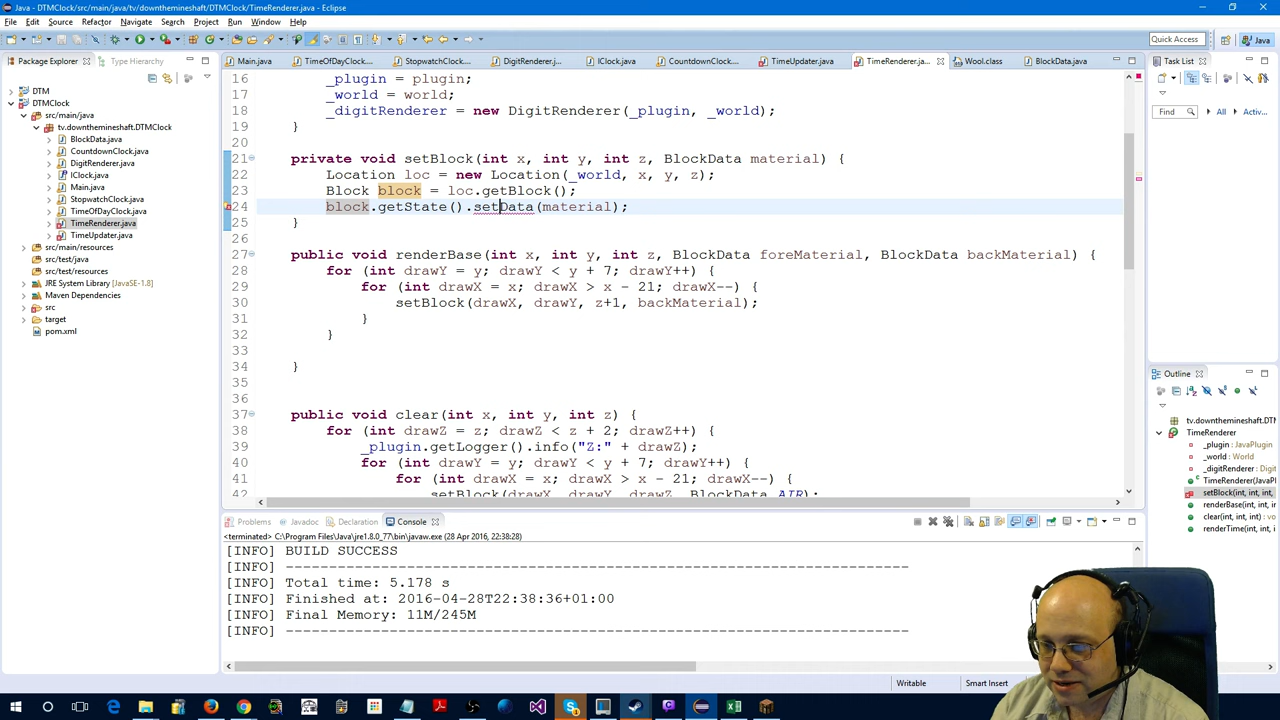 Java - DTMClock/src/main/java/tv/downthemineshaft/DTMClock/TimeRenderer.java - Eclipse
File Edit Source Refactor Navigate Search Project Run Window Help
Quick Access
Java
Package Explorer
Type Hierarchy
Main.java
TimeOfDayClock....
StopwatchClock....
DigitRenderer.j...
IClock.java
CountdownClock....
TimeUpdater.java
TimeRenderer.ja...
Wool.class
BlockData.java
Task List
DTM
DTMClock
src/main/java
tv.downthemineshaft.DTMClock
BlockData.java
CountdownClock.java
DigitRenderer.java
IClock.java
Main.java
StopwatchClock.java
TimeOfDayClock.java
TimeRenderer.java
TimeUpdater.java
src/main/resources
src/test/java
src/test/resources
JRE System Library [JavaSE-1.8]
Maven Dependencies
src
target
pom.xml
16 _plugin = plugin;
17 _world = world;
18 _digitRenderer = new DigitRenderer(_plugin, _world);
19 }
20
21 private void setBlock(int x, int y, int z, BlockData material) {
22 Location loc = new Location(_world, x, y, z);
23 Block block = loc.getBlock();
24 block.getState().setData(material);
25 }
26
27 public void renderBase(int x, int y, int z, BlockData foreMaterial, BlockData backMaterial) {
28 for (int drawY = y; drawY < y + 7; drawY++) {
29 for (int drawX = x; drawX > x - 21; drawX--) {
30 setBlock(drawX, drawY, z+1, backMaterial);
31 }
32 }
33
34 }
35
36
37 public void clear(int x, int y, int z) {
38 for (int drawZ = z; drawZ < z + 2; drawZ++) {
39 _plugin.getLogger().info("Z:" + drawZ);
40 for (int drawY = y; drawY < y + 7; drawY++) {
41 for (int drawX = x; drawX > x - 21; drawX--) {
42 setBlock(drawX, drawY, drawZ, BlockData.AIR);
Find
All
Activ...
Outline
tv.downthemineshaft.
TimeRenderer
_plugin : JavaPlugin
_world : World
_digitRenderer : Digit
TimeRenderer(JavaPl
setBlock(int, int, int,
renderBase(int, int,
clear(int, int, int) : vo
renderTime(int, int,
Problems
Javadoc
Declaration
Console
<terminated> C:\Program Files\Java\jre1.8.0_77\bin\javaw.exe (28 Apr 2016, 22:38:28)
[INFO] BUILD SUCCESS
[INFO] ------------------------------------------------------------------------
[INFO] Total time: 5.178 s
[INFO] Finished at: 2016-04-28T22:38:36+01:00
[INFO] Final Memory: 11M/245M
[INFO] ------------------------------------------------------------------------
Writable
Smart Insert